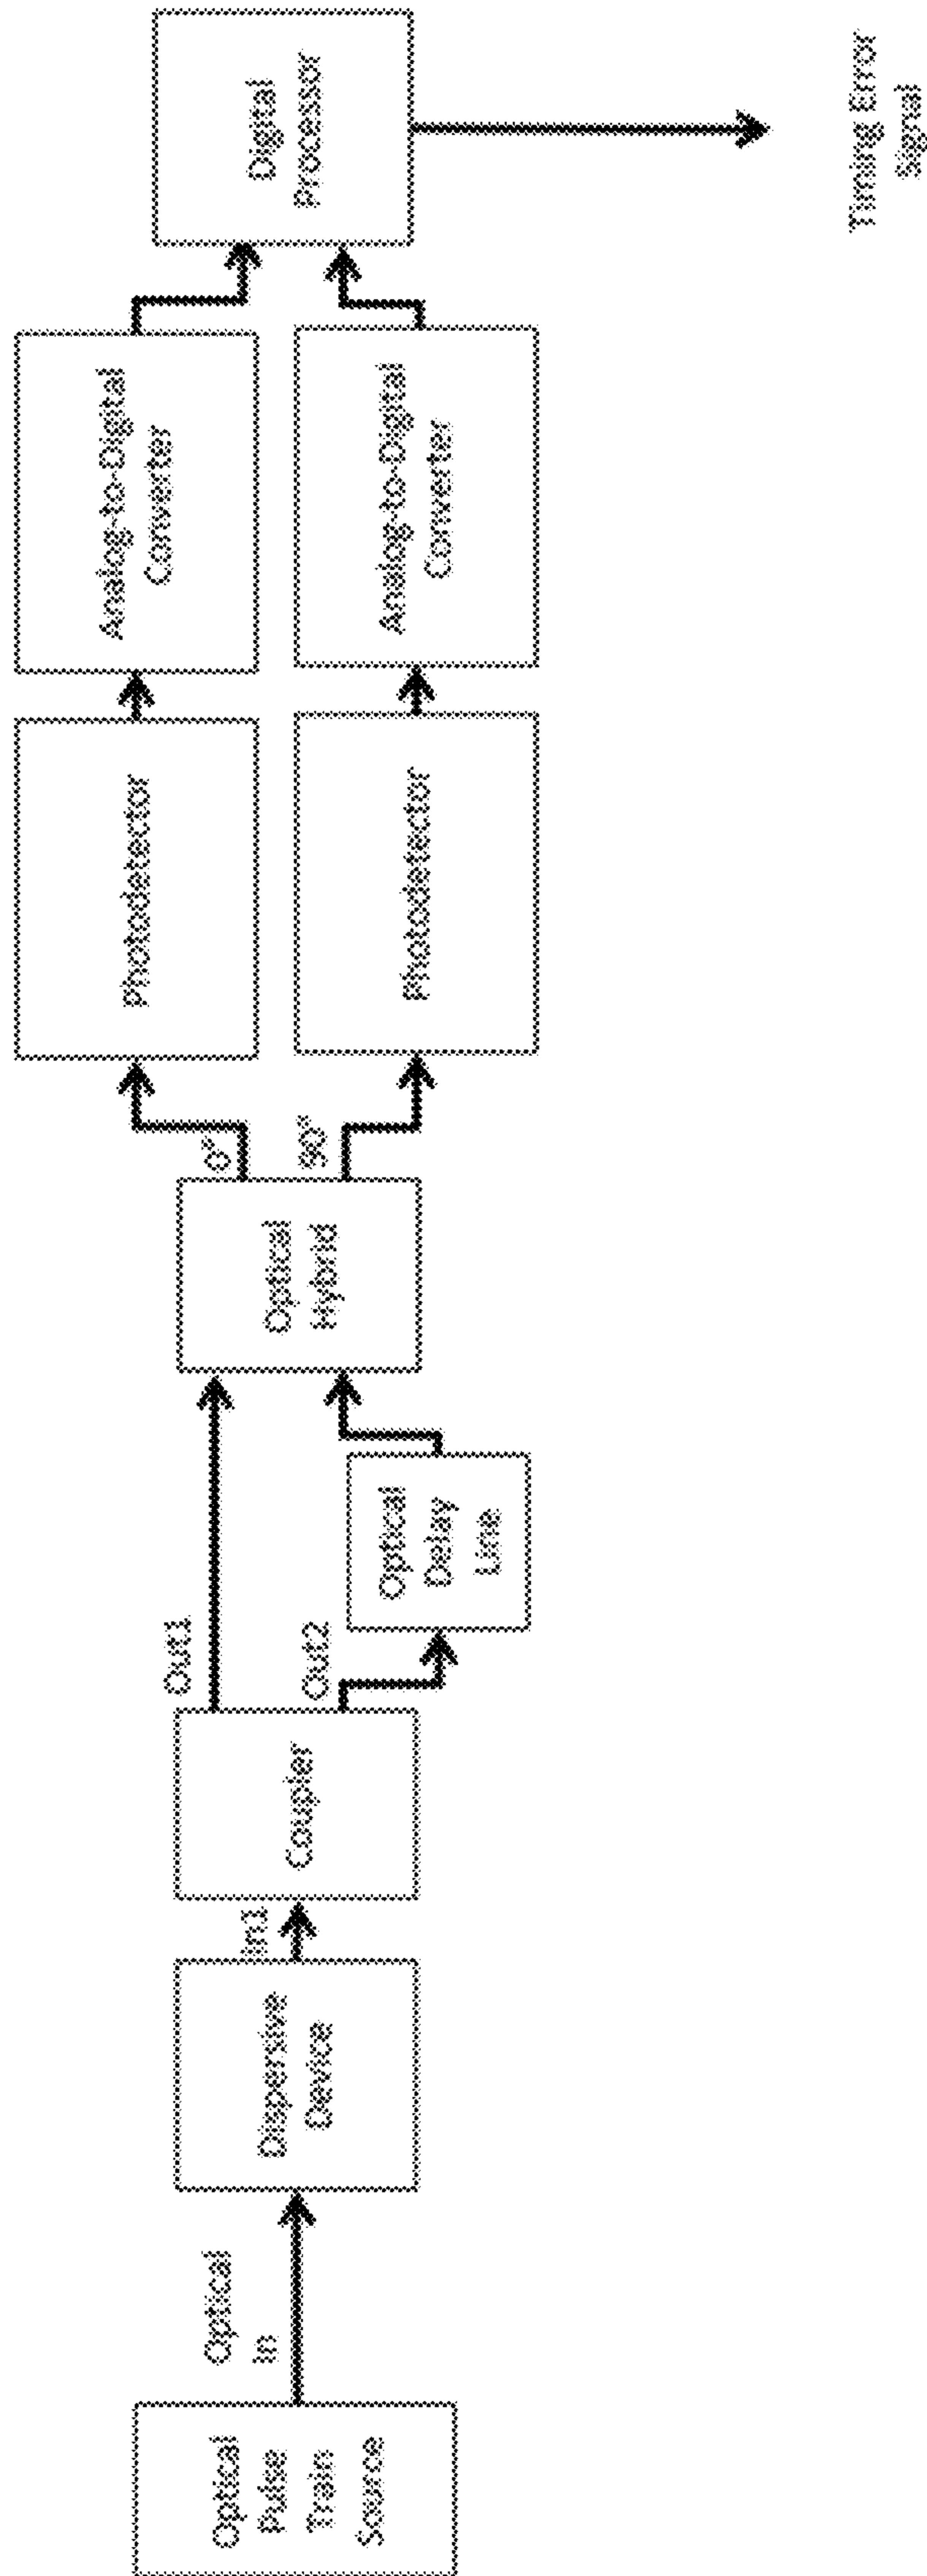 Optical
Pulse
Train
Source
Optical
In
Dispersive
Device
In1
Coupler
Out1
Out2
Optical
Delay
Line
Optical
Hybrid
0°
90°
Photodetector
Photodetector
Analog-to-Digital
Converter
Analog-to-Digital
Converter
Digital
Processor
Timing Error
Signal